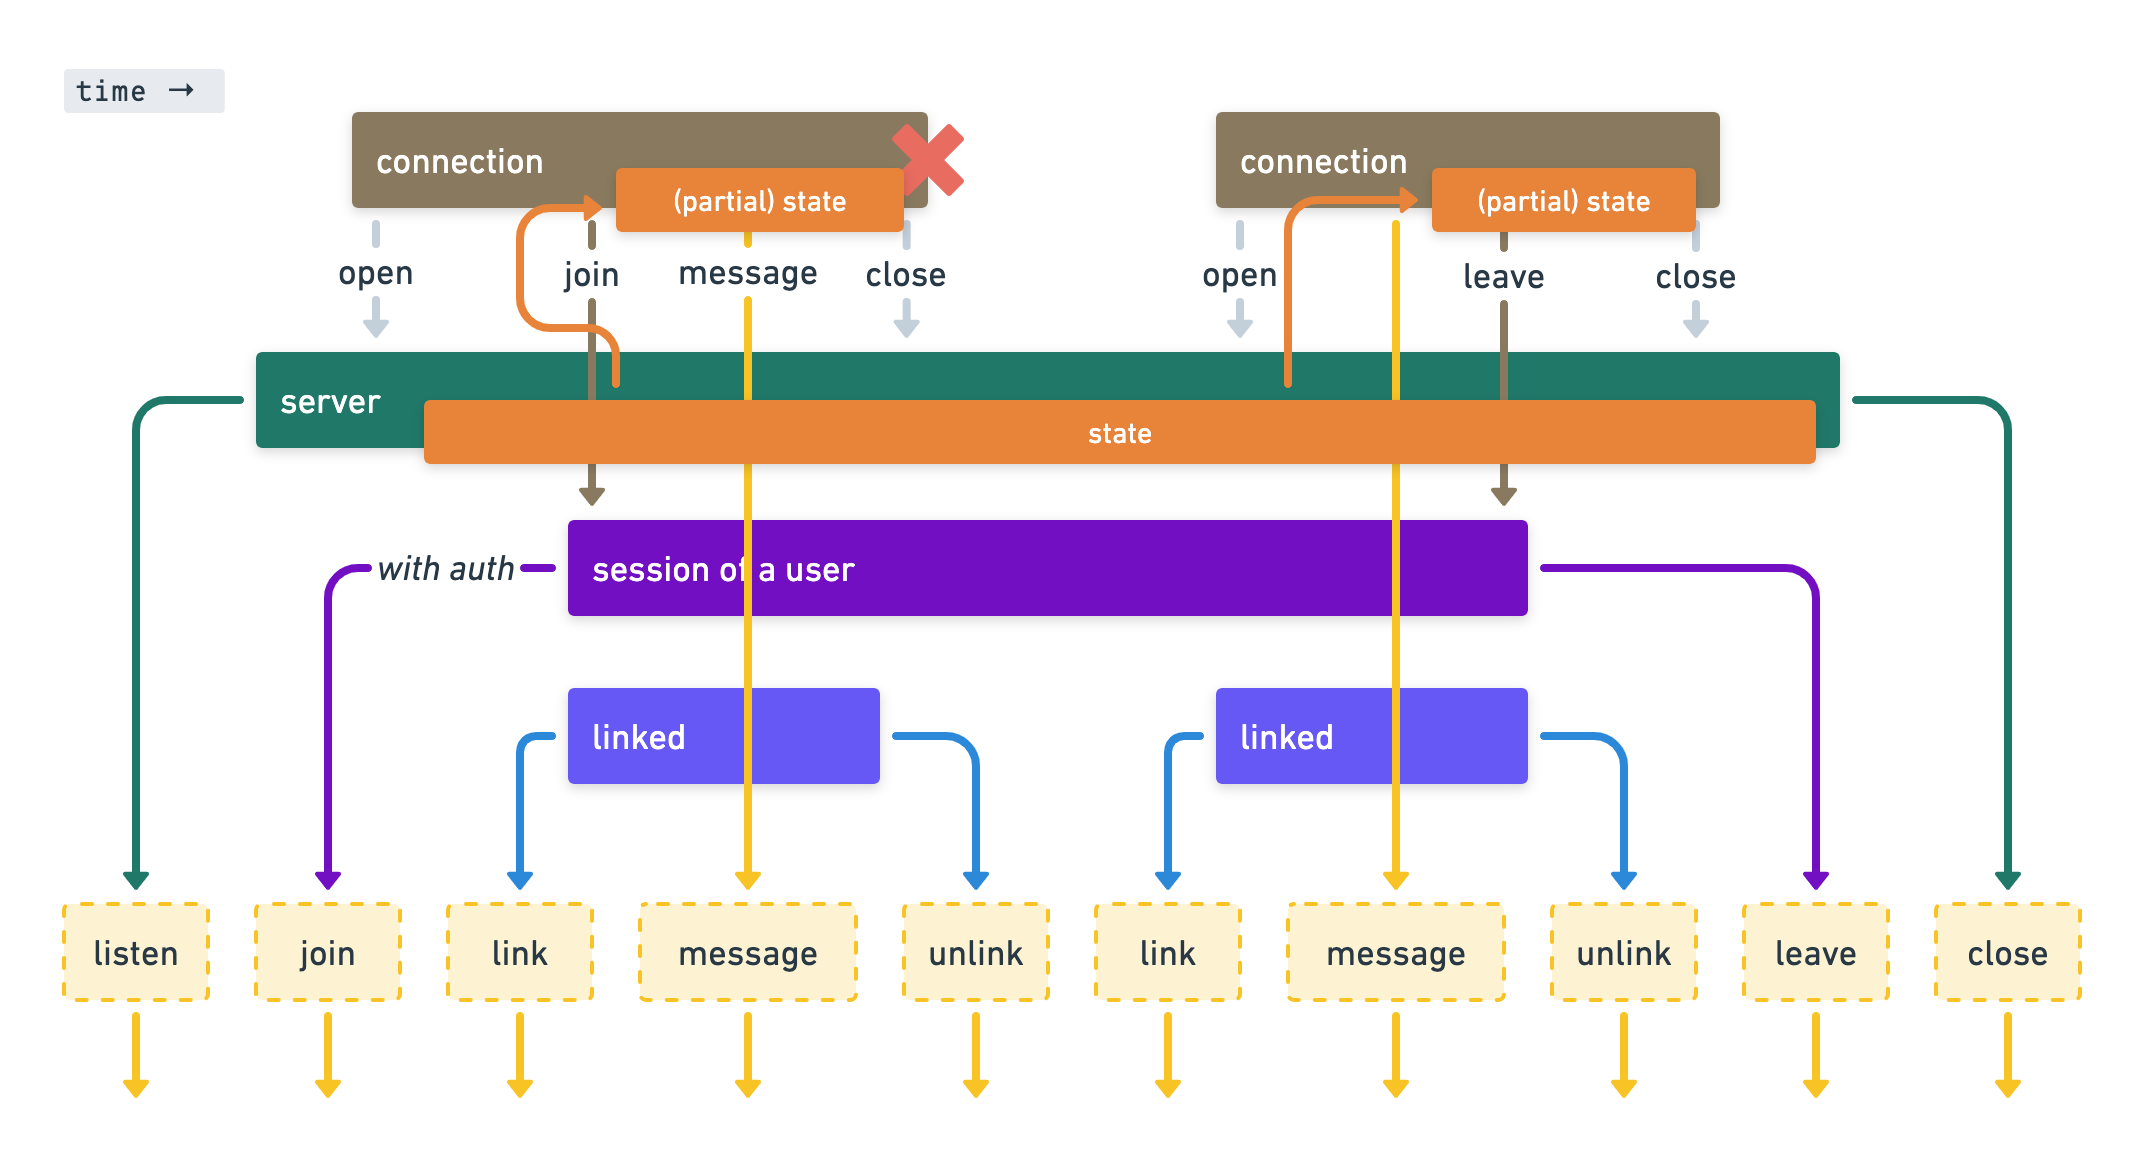 time →
connection
connection
(partial) state
(partial) state
open
join
message
close
open
leave
close
server
state
with auth
session of a user
linked
linked
listen
join
link
message
unlink
link
message
unlink
leave
close